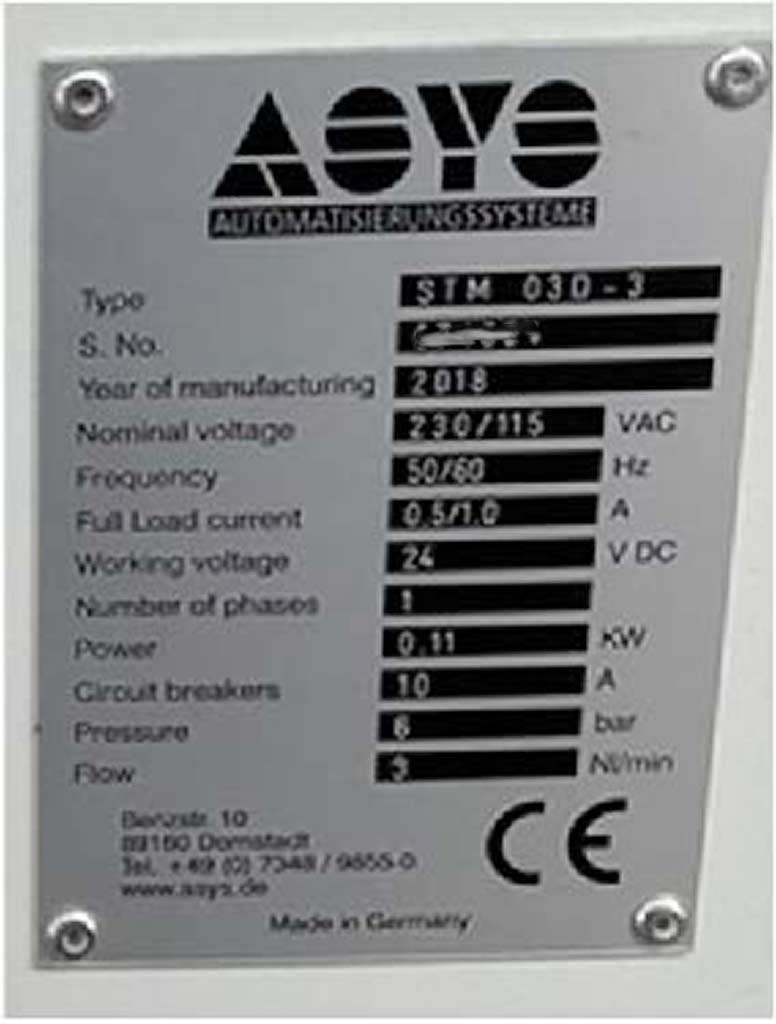 ASYS
AUTOMATISIERUNGSSYSTEME
Type STM 030-3
S. No.
Year of manufacturing 2018
Nominal voltage 230/115 VAC
Frequency 50/60 Hz
Full Load current 0.5/1.0 A
Working voltage 24 V DC
Number of phases 1
Power 0.11 KW
Circuit breakers 10 A
Pressure 6 bar
Flow 3 Nl/min
Benzstr. 10
89160 Dornstadt
Tel. +49 (0) 7348 / 9855-0
www.asys.de
CE
Made in Germany